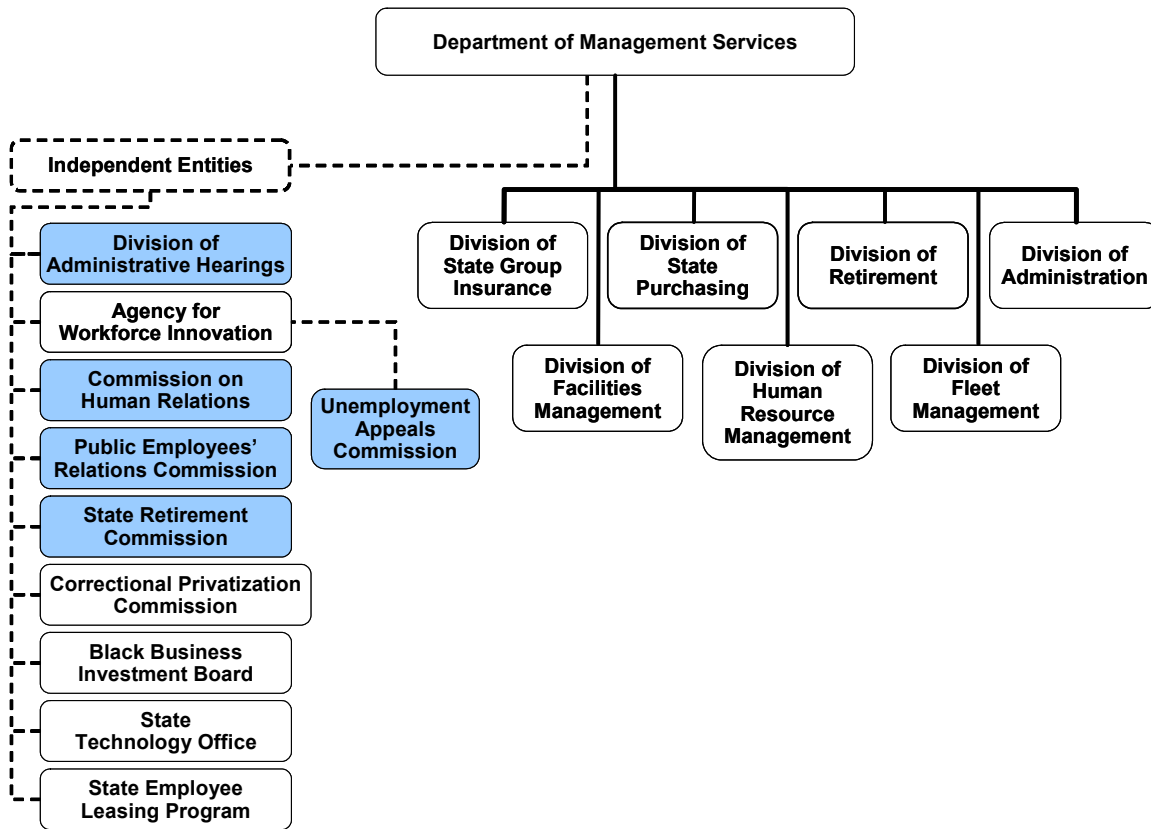 Department of Management Services
Independent Entities
Division of
Administrative Hearings
Agency for
Workforce Innovation
Commission on
Human Relations
Public Employees’
Relations Commission
State Retirement
Commission
Correctional Privatization
Commission
Black Business
Investment Board
State
Technology Office
State Employee
Leasing Program
Unemployment
Appeals
Commission
Division of
State Group
Insurance
Division of
State
Purchasing
Division of
Retirement
Division of
Administration
Division of
Facilities
Management
Division of
Human
Resource
Management
Division of
Fleet
Management